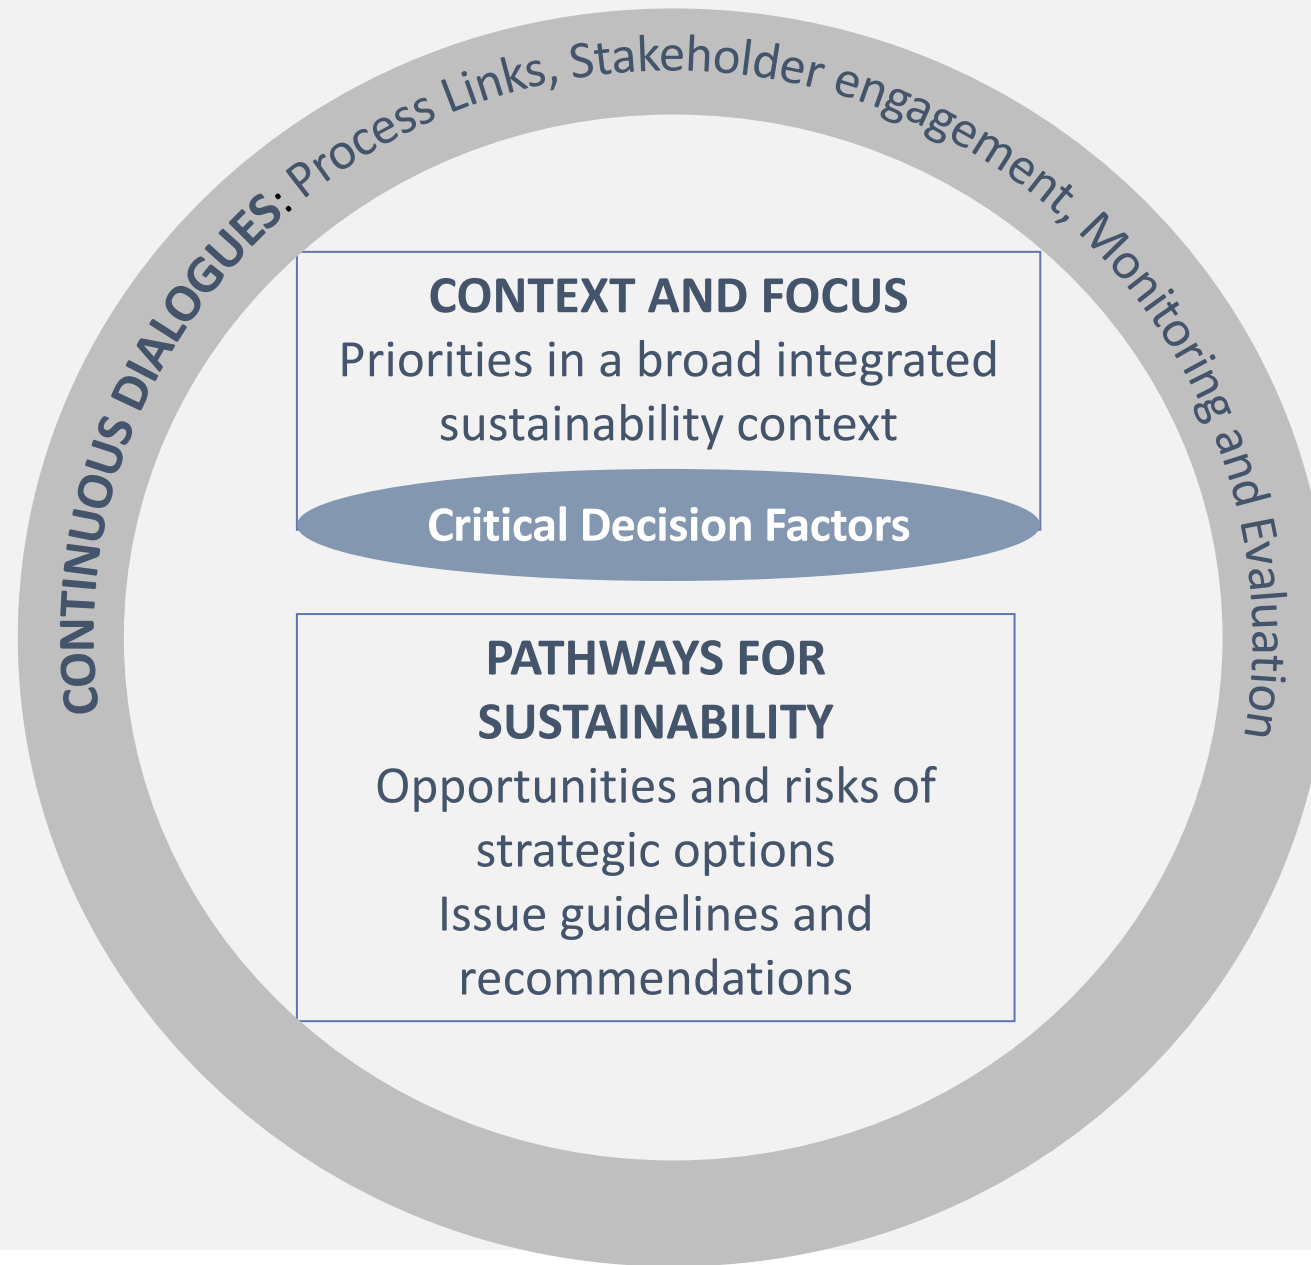 CONTINUOUS DIALOGUES: Process Links, Stakeholder engagement, Monitoring and Evaluation
CONTEXT AND FOCUS
Priorities in a broad integrated
sustainability context
Critical Decision Factors
PATHWAYS FOR
SUSTAINABILITY
Opportunities and risks of
strategic options
Issue guidelines and
recommendations